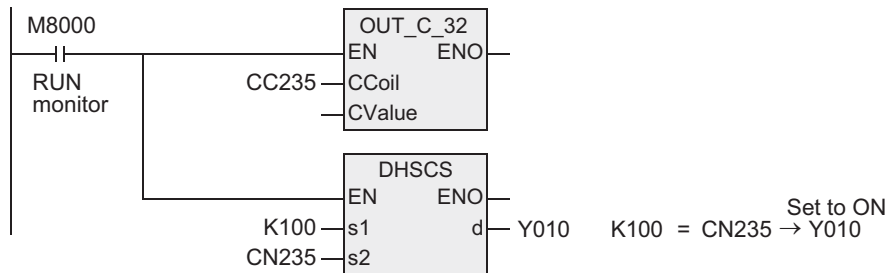 M8000
RUN
monitor
OUT_C_32
EN ENO
CC235 CCoil
CValue
DHSCS
EN ENO
K100 s1 d Y010 K100 = CN235 → Y010
Set to ON
CN235 s2